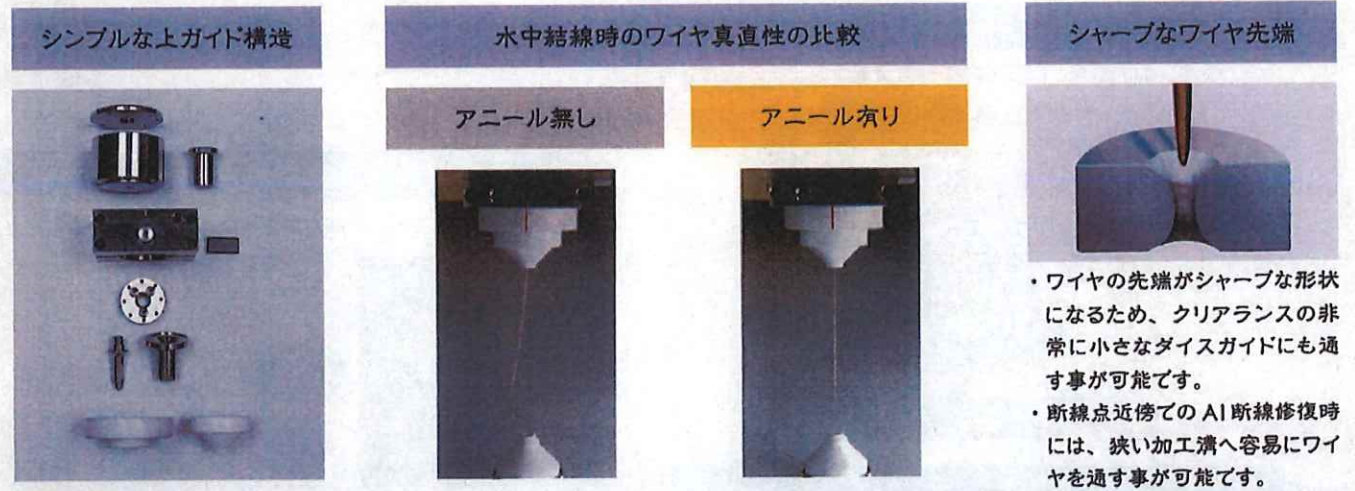 シンプルな上ガイド構造
水中結線時のワイヤ真直性の比較
シャープなワイヤ先端
アニール無し
アニール有り
・ワイヤの先端がシャープな形状
になるため、クリアランスの非
常に小さなダイスガイドにも通
す事が可能です。
・断線点近傍でのAI断線修復時
には、狭い加工溝へ容易にワイ
ヤを通す事が可能です。